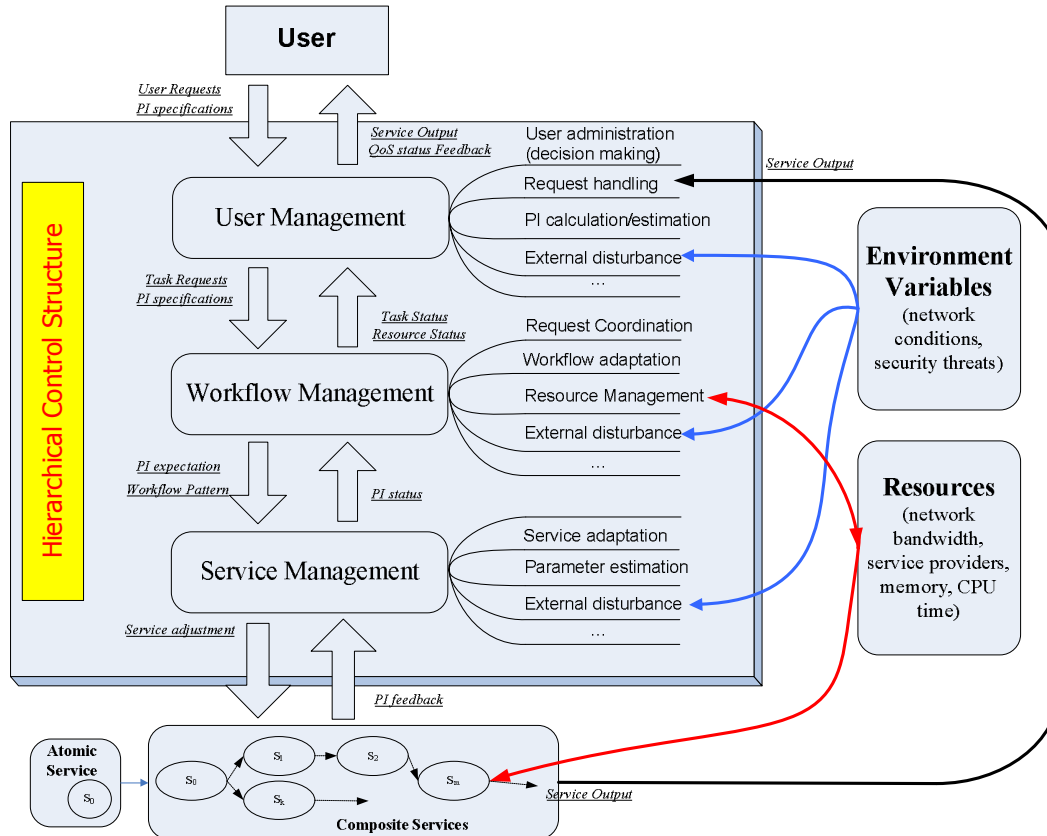 User
User Requests
PI specifications
Service Output
QoS status Feedback
User administration
(decision making)
Request handling
PI calculation/estimation
External disturbance
...
User Management
Service Output
Hierarchical Control Structure
Task Requests
PI specifications
Task Status
Resource Status
Environment
Variables
(network
conditions,
security threats)
Request Coordination
Workflow adaptation
Resource Management
External disturbance
...
Workflow Management
PI expectation
Workflow Pattern
PI status
Resources
(network
bandwidth,
service providers,
memory, CPU
time)
Service adaptation
Parameter estimation
External disturbance
...
Service Management
Service adjustment
PI feedback
Atomic
Service
S0
S0
S1
S2
Sk
Sm
Service Output
Composite Services